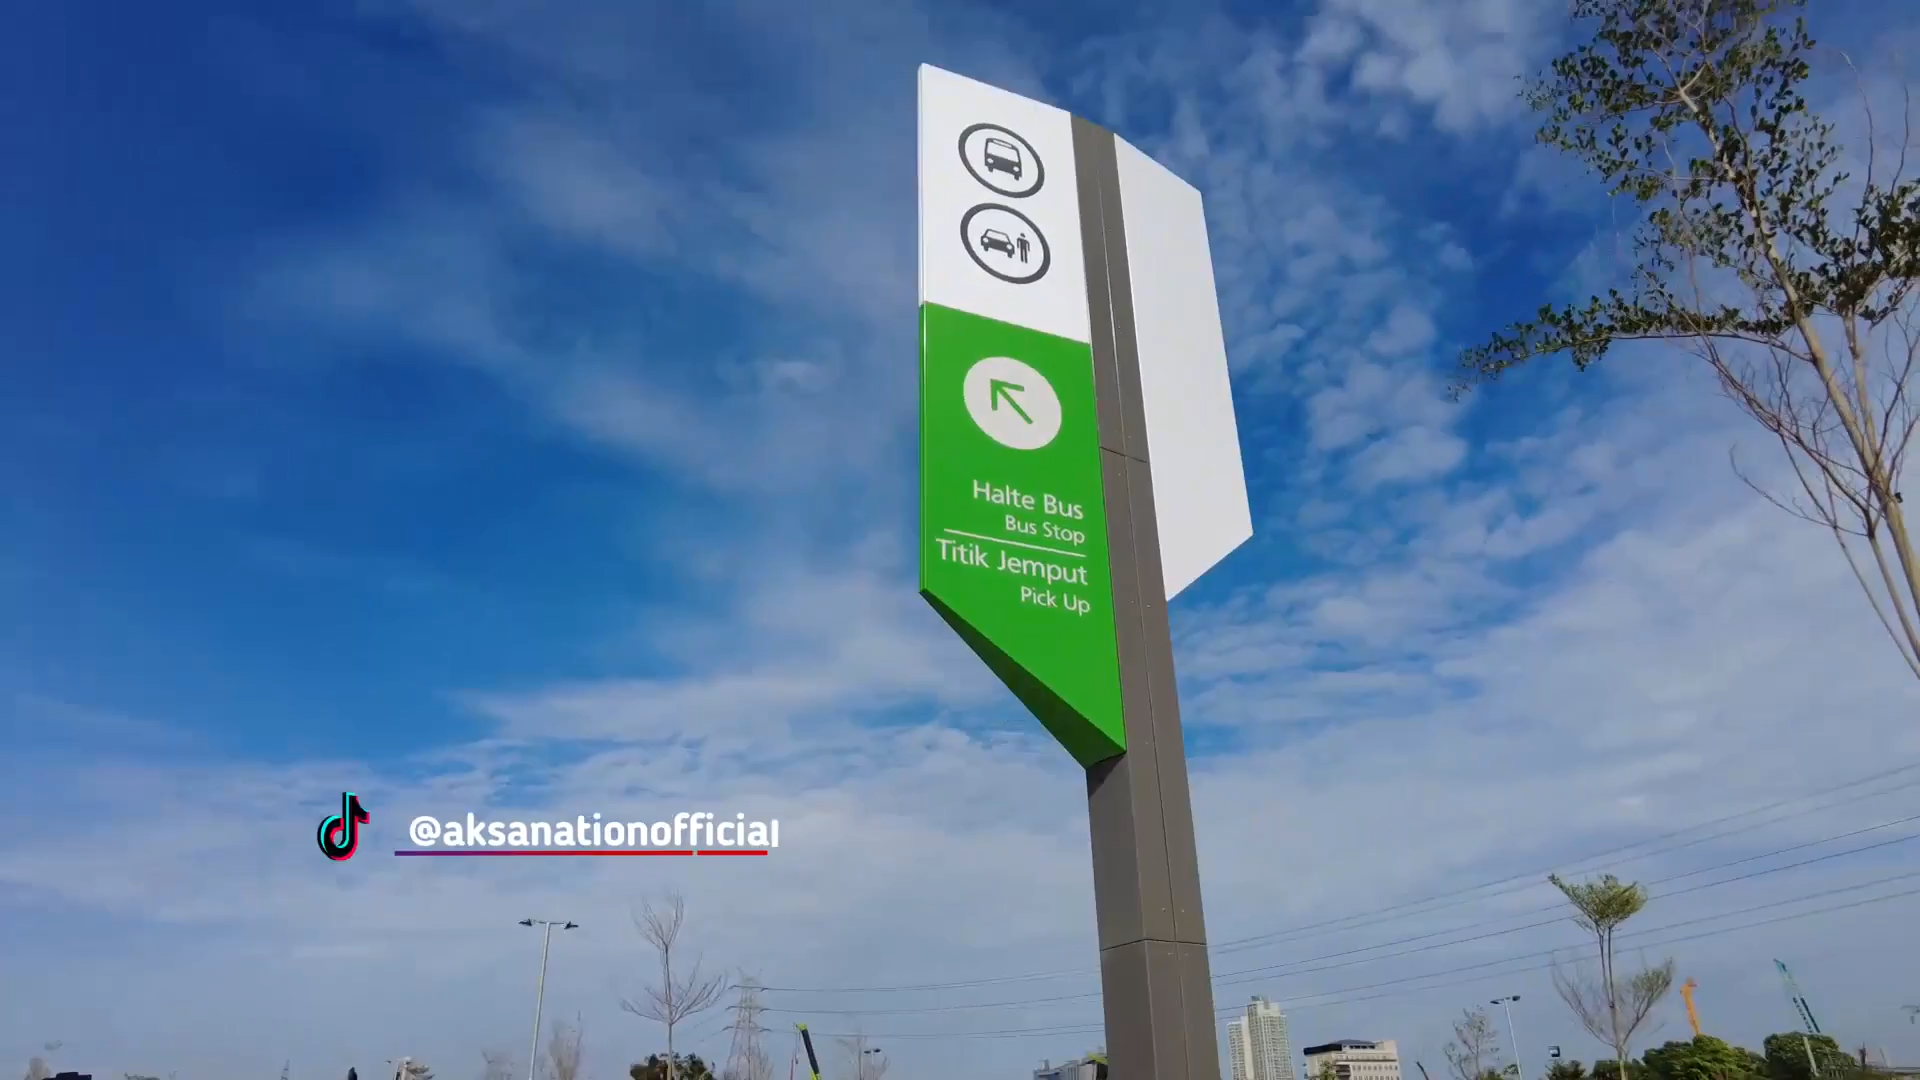 Halte Bus
Bus Stop
Titik Jemput
Pick Up
@aksanationofficial